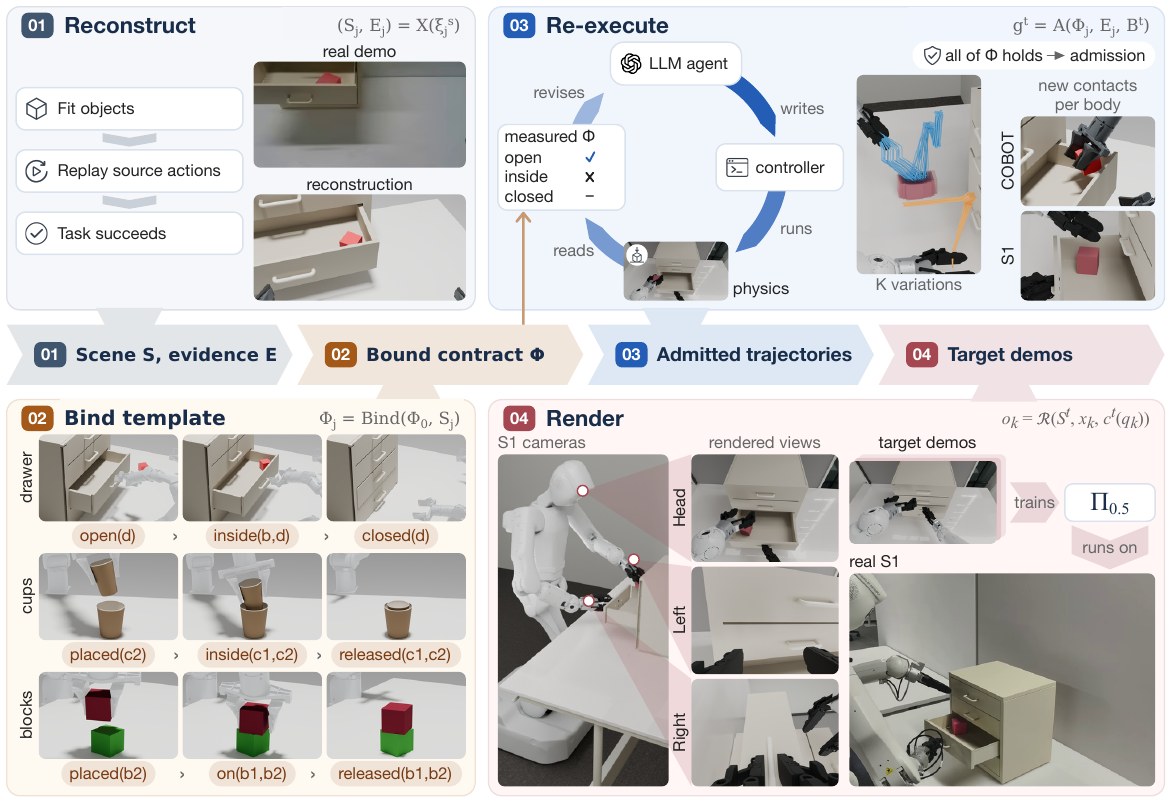 01 Reconstruct (Sⱼ, Eⱼ) = X(ξⱼˢ)
real demo
Fit objects
Replay source actions
Task succeeds
reconstruction
03 Re-execute gᵗ = A(Φⱼ, Eⱼ, Bᵗ)
all of Φ holds → admission
LLM agent
revises
writes
measured Φ
open ✓
inside x
closed –
controller
reads
runs
physics
K variations
new contacts
per body
COBOT
S1
01 Scene S, evidence E
02 Bound contract Φ
03 Admitted trajectories
04 Target demos
02 Bind template Φⱼ = Bind(Φ₀, Sⱼ)
drawer
open(d) › inside(b,d) › closed(d)
cups
placed(c2) › inside(c1,c2) › released(c1,c2)
blocks
placed(b2) › on(b1,b2) › released(b1,b2)
04 Render oₖ = ℛ(Sᵗ, xₖ, cᵗ(qₖ))
S1 cameras
rendered views
Head
Left
Right
target demos
trains
Π₀.₅
runs on
real S1